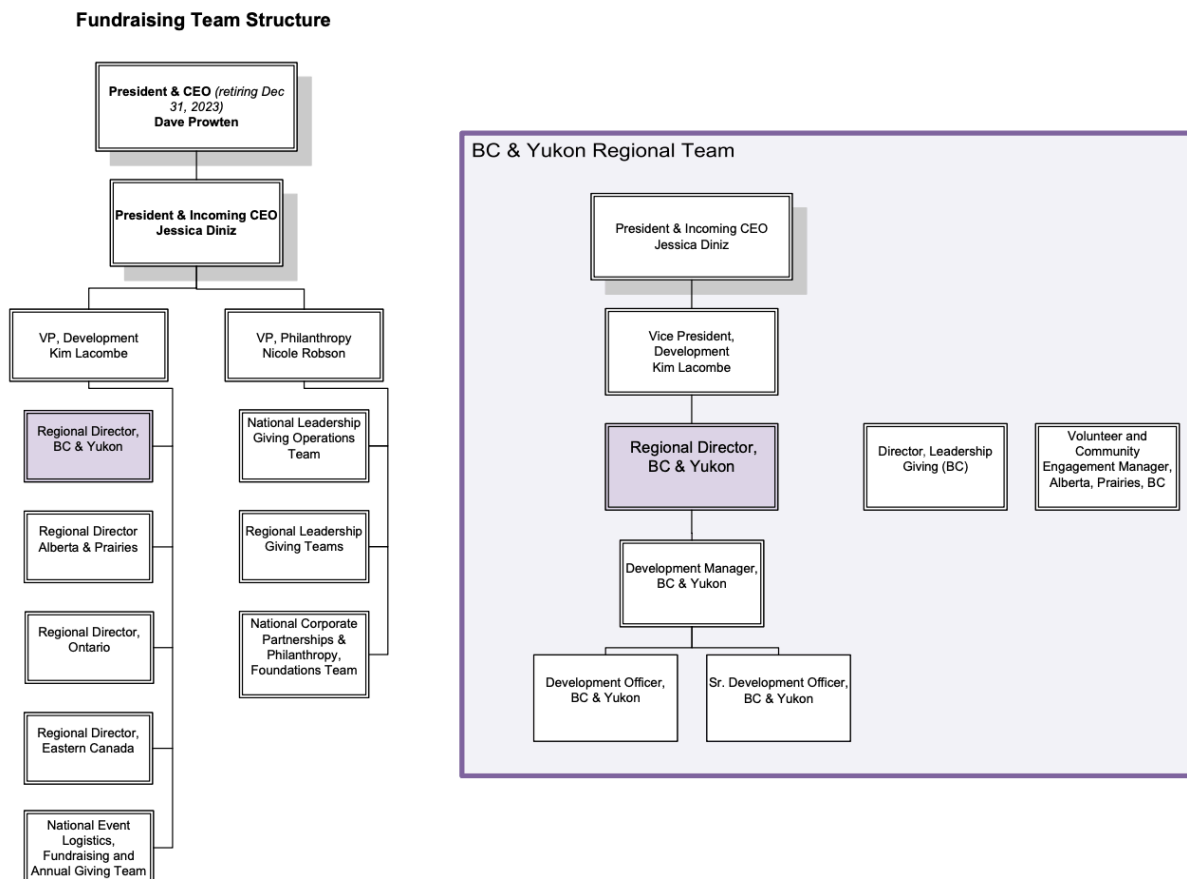 Fundraising Team Structure
President & CEO (retiring Dec
31, 2023)
Dave Prowten
President & Incoming CEO
Jessica Diniz
VP, Development
Kim Lacombe
VP, Philanthropy
Nicole Robson
Regional Director,
BC & Yukon
Regional Director
Alberta & Prairies
Regional Director,
Ontario
Regional Director,
Eastern Canada
National Event
Logistics,
Fundraising and
Annual Giving Team
National Leadership
Giving Operations
Team
Regional Leadership
Giving Teams
National Corporate
Partnerships &
Philanthropy,
Foundations Team
BC & Yukon Regional Team
President & Incoming CEO
Jessica Diniz
Vice President,
Development
Kim Lacombe
Regional Director,
BC & Yukon
Director, Leadership
Giving (BC)
Volunteer and
Community
Engagement Manager,
Alberta, Prairies, BC
Development Manager,
BC & Yukon
Development Officer,
BC & Yukon
Sr. Development Officer,
BC & Yukon